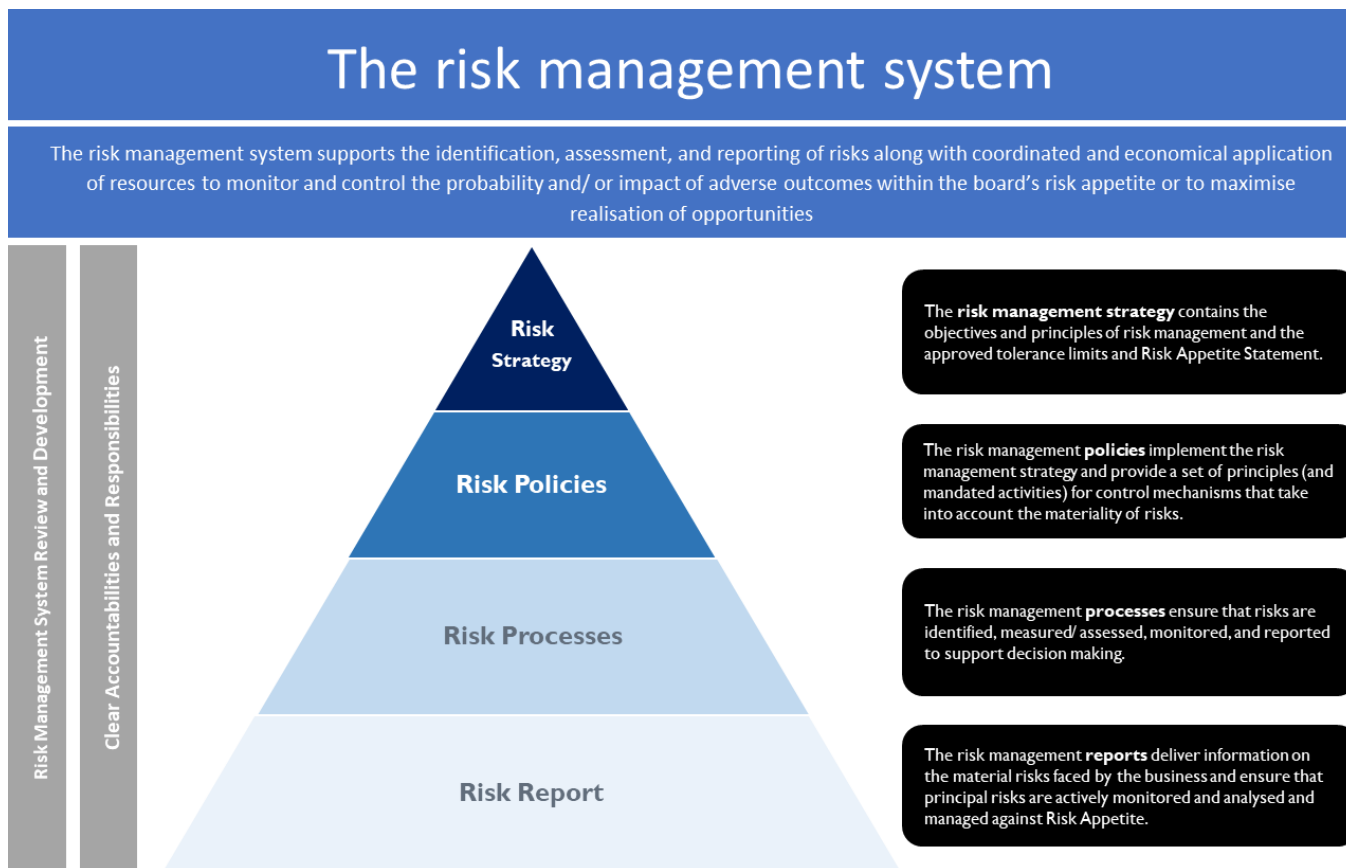 The risk management system
The risk management system supports the identification, assessment, and reporting of risks along with coordinated and economical application
of resources to monitor and control the probability and/ or impact of adverse outcomes within the board's risk appetite or to maximise
realisation of opportunities
Risk Management System Review and Development
Clear Accountabilities and Responsibilities
Risk
Strategy
The risk management strategy contains the
objectives and principles of risk management and the
approved tolerance limits and Risk Appetite Statement.
Risk Policies
The risk management policies implement the risk
management strategy and provide a set of principles (and
mandated activities) for control mechanisms that take
into account the materiality of risks.
Risk Processes
The risk management processes ensure that risks are
identified, measured/ assessed, monitored, and reported
to support decision making.
Risk Report
The risk management reports deliver information on
the material risks faced by the business and ensure that
principal risks are actively monitored and analysed and
managed against Risk Appetite.